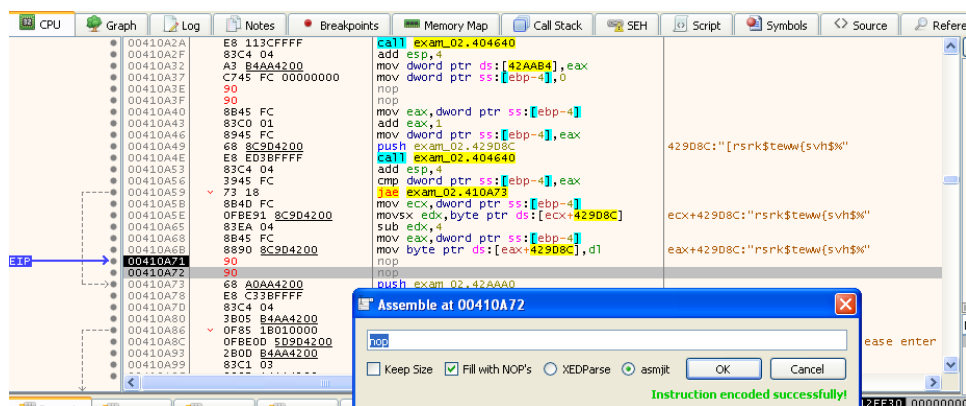 CPU Graph Log Notes Breakpoints Memory Map Call Stack SEH Script Symbols Source Refere
00410A2A E8 113CFFFF call exam_02.404640
00410A2F 83C4 04 add esp,4
00410A32 A3 B4AA4200 mov dword ptr ds:[42AAB4],eax
00410A37 C745 FC 00000000 mov dword ptr ss:[ebp-4],0
00410A3E 90 nop
00410A3F 90 nop
00410A40 8B45 FC mov eax,dword ptr ss:[ebp-4]
00410A43 83C0 01 add eax,1
00410A46 8945 FC mov dword ptr ss:[ebp-4],eax
00410A49 68 8C9D4200 push exam_02.429D8C 429D8C:"[rsrk$teww{svh$%"
00410A4E E8 ED3BFFFF call exam_02.404640
00410A53 83C4 04 add esp,4
00410A56 3945 FC cmp dword ptr ss:[ebp-4],eax
00410A59 73 18 jae exam_02.410A73
00410A5B 8B4D FC mov ecx,dword ptr ss:[ebp-4]
00410A5E 0FBE91 8C9D4200 movsx edx,byte ptr ds:[ecx+429D8C] ecx+429D8C:"rsrk$teww{svh$%"
00410A65 83EA 04 sub edx,4
00410A68 8B45 FC mov eax,dword ptr ss:[ebp-4]
00410A6B 8890 8C9D4200 mov byte ptr ds:[eax+429D8C],dl eax+429D8C:"rsrk$teww{svh$%"
EIP 00410A71 90 nop
00410A72 90 nop
00410A73 68 A0AA4200 push exam_02.42AAA0
00410A78 E8 C33BFFFF
00410A7D 83C4 04
00410A80 3B05 B4AA4200
00410A86 0F85 1B010000
00410A8C 0FBE0D 5D9D4200 ease enter
00410A93 2B0D B4AA4200
00410A99 83C1 03
Assemble at 00410A72
nop
Keep Size Fill with NOP's XEDParse asmjit OK Cancel
Instruction encoded successfully!